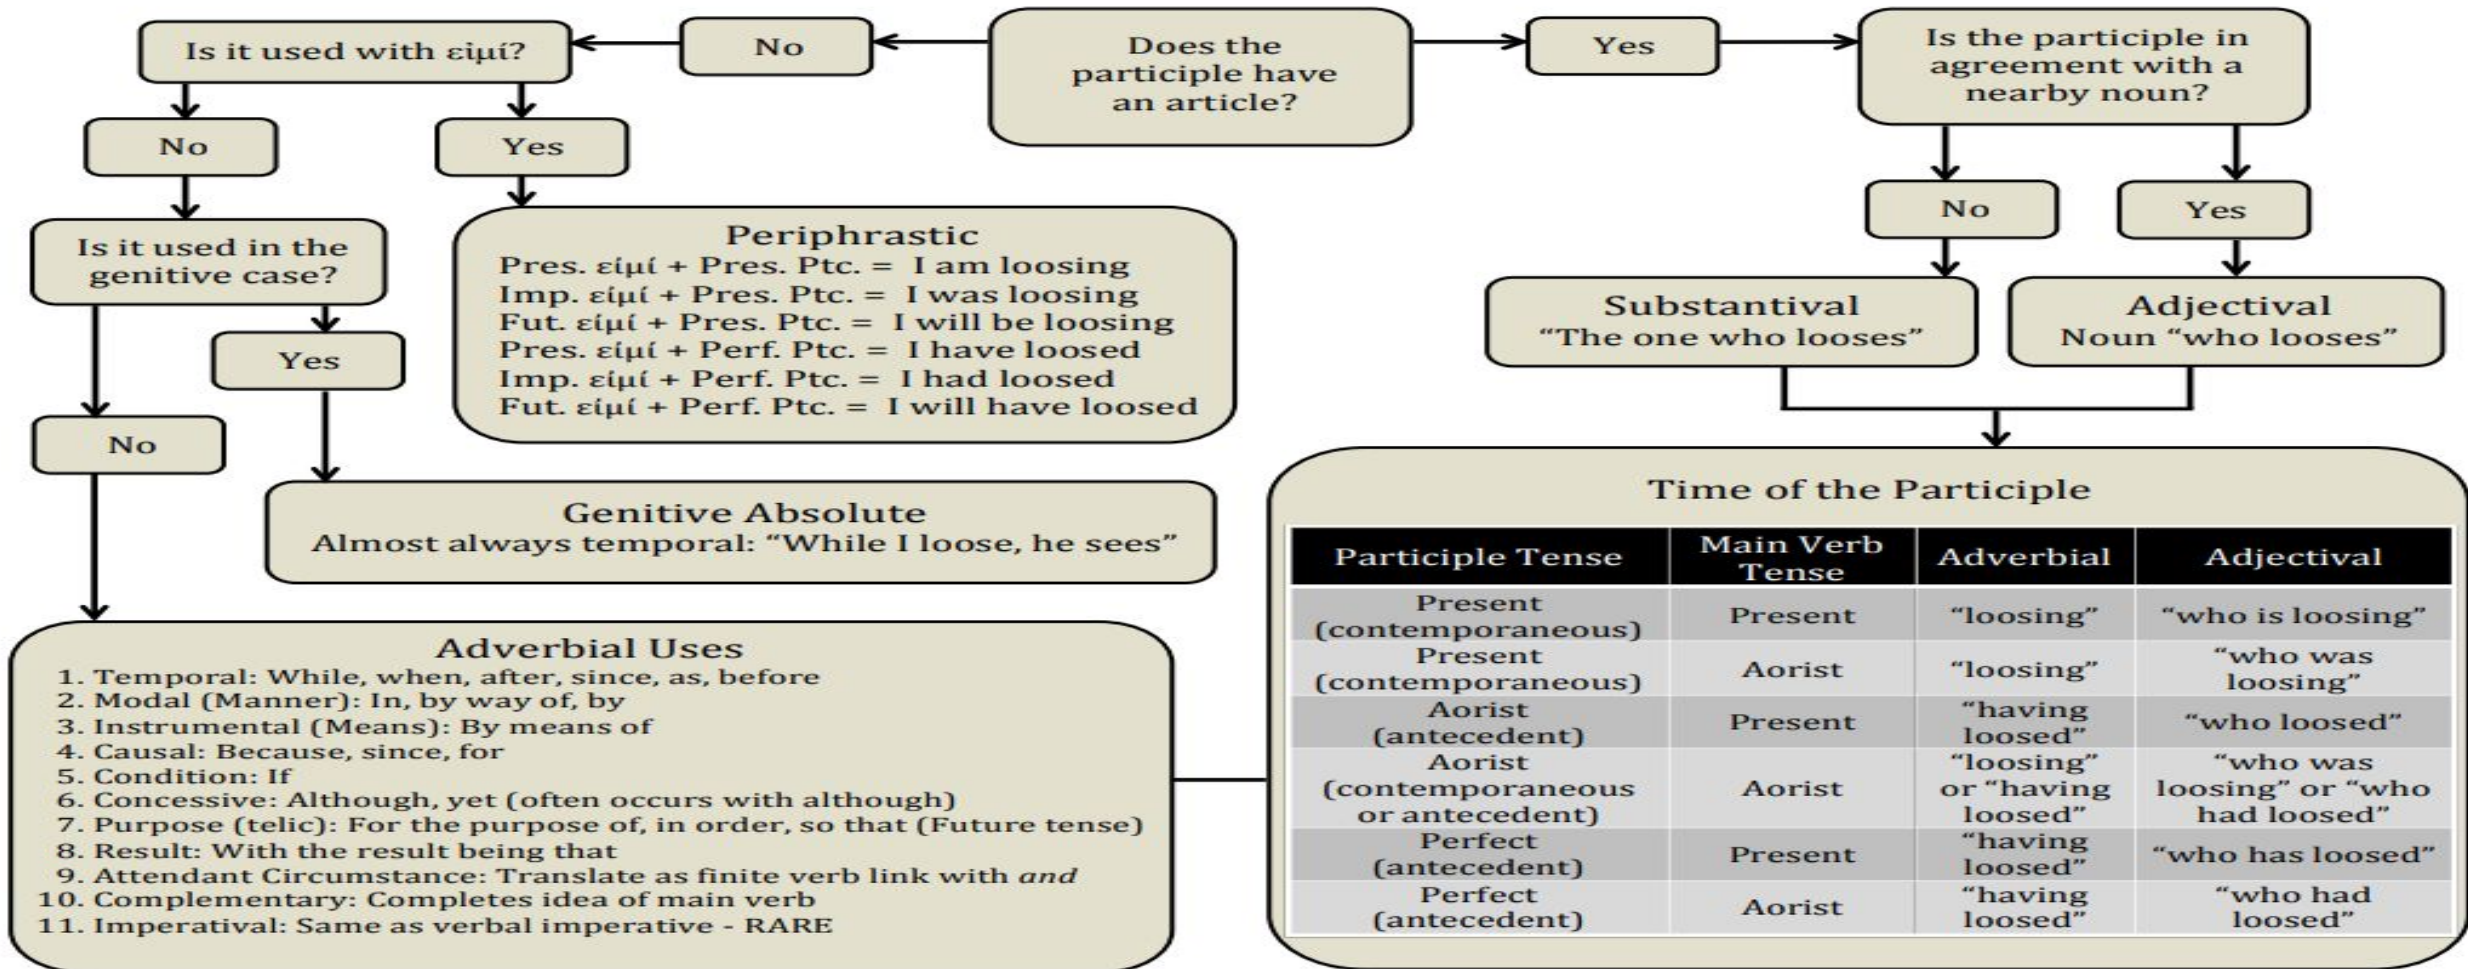 Does the
participle have
an article?
No
Is it used with εἰμί?
No
Yes
Is it used in the
genitive case?
Yes
No
Periphrastic
Pres. εἰμί + Pres. Ptc. = I am loosing
Imp. εἰμί + Pres. Ptc. = I was loosing
Fut. εἰμί + Pres. Ptc. = I will be loosing
Pres. εἰμί + Perf. Ptc. = I have loosed
Imp. εἰμί + Perf. Ptc. = I had loosed
Fut. εἰμί + Perf. Ptc. = I will have loosed
Genitive Absolute
Almost always temporal: “While I loose, he sees”
Adverbial Uses
1. Temporal: While, when, after, since, as, before
2. Modal (Manner): In, by way of, by
3. Instrumental (Means): By means of
4. Causal: Because, since, for
5. Condition: If
6. Concessive: Although, yet (often occurs with although)
7. Purpose (telic): For the purpose of, in order, so that (Future tense)
8. Result: With the result being that
9. Attendant Circumstance: Translate as finite verb link with and
10. Complementary: Completes idea of main verb
11. Imperatival: Same as verbal imperative - RARE
Yes
Is the participle in
agreement with a
nearby noun?
No
Yes
Substantival
“The one who looses”
Adjectival
Noun “who looses”
Time of the Participle
Participle Tense
Main Verb
Tense
Adverbial
Adjectival
Present
(contemporaneous)
Present
“loosing”
“who is loosing”
Present
(contemporaneous)
Aorist
“loosing”
“who was
loosing”
Aorist
(antecedent)
Present
“having
loosed”
“who loosed”
Aorist
(contemporaneous
or antecedent)
Aorist
“loosing”
or “having
loosed”
“who was
loosing” or “who
had loosed”
Perfect
(antecedent)
Present
“having
loosed”
“who has loosed”
Perfect
(antecedent)
Aorist
“having
loosed”
“who had
loosed”